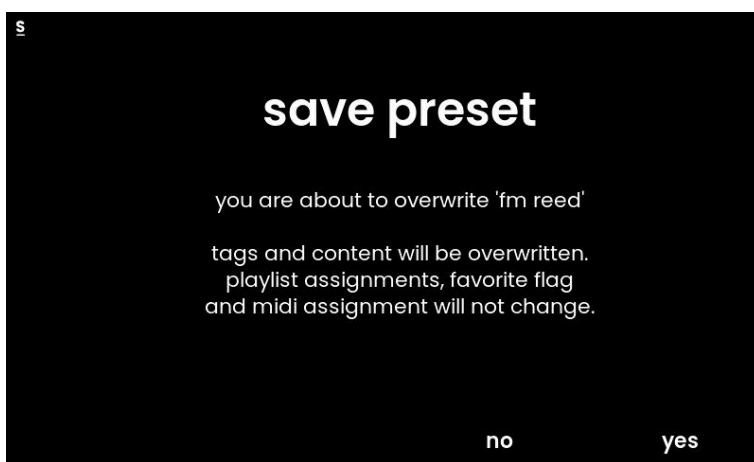 s
save preset
you are about to overwrite 'fm reed'
tags and content will be overwritten.
playlist assignments, favorite flag
and midi assignment will not change.
no yes